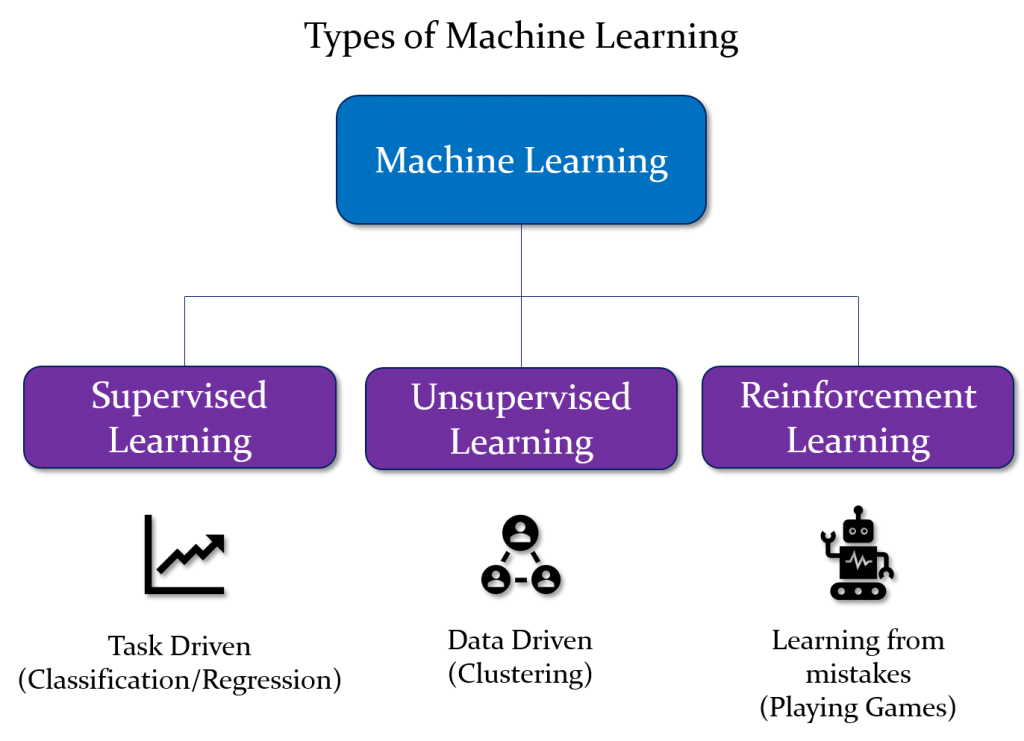 Types of Machine Learning
Machine Learning
Supervised
Learning
Unsupervised
Learning
Reinforcement
Learning
Task Driven
(Classification/Regression)
Data Driven
(Clustering)
Learning from
mistakes
(Playing Games)